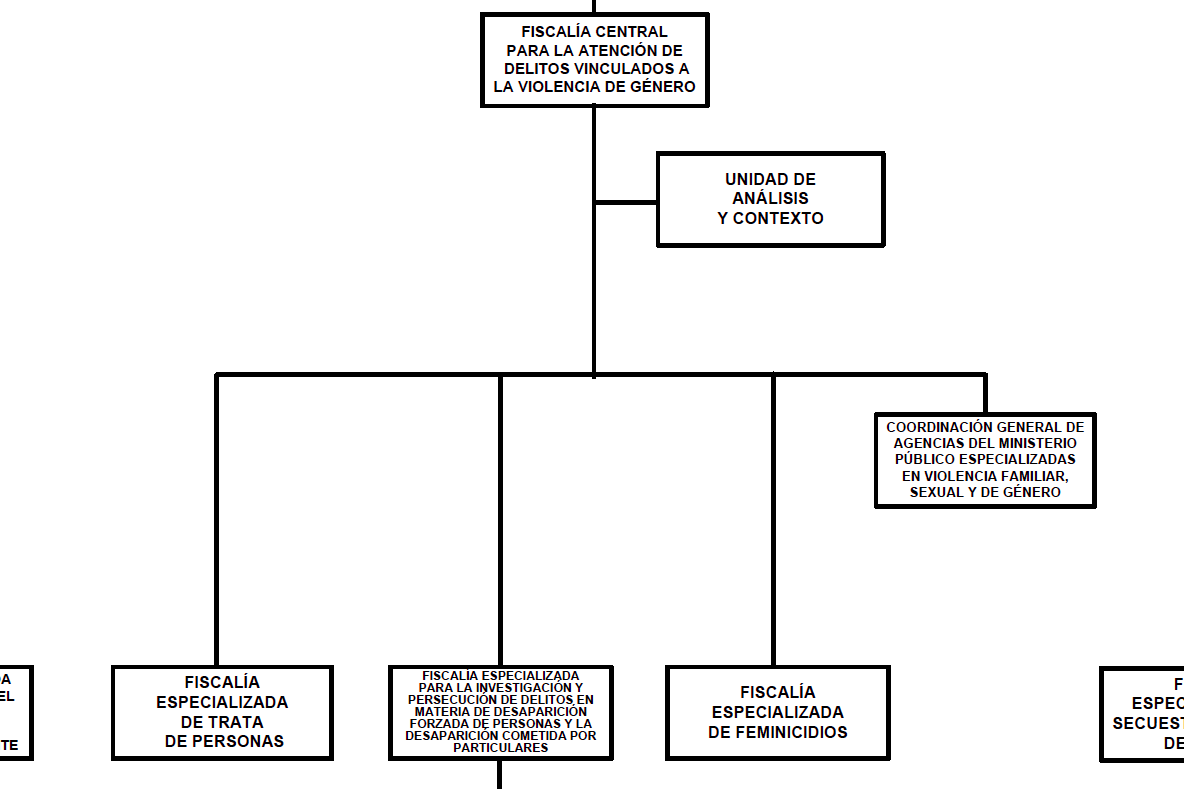 FISCALÍA CENTRAL
PARA LA ATENCIÓN DE
DELITOS VINCULADOS A
LA VIOLENCIA DE GÉNERO
UNIDAD DE
ANÁLISIS
Y CONTEXTO
COORDINACIÓN GENERAL DE
AGENCIAS DEL MINISTERIO
PÚBLICO ESPECIALIZADAS
EN VIOLENCIA FAMILIAR,
SEXUAL Y DE GÉNERO
FISCALÍA
ESPECIALIZADA
DE TRATA
DE PERSONAS
FISCALÍA ESPECIALIZADA
PARA LA INVESTIGACIÓN Y
PERSECUCIÓN DE DELITOS EN
MATERIA DE DESAPARICIÓN
FORZADA DE PERSONAS Y LA
DESAPARICIÓN COMETIDA POR
PARTICULARES
FISCALÍA
ESPECIALIZADA
DE FEMINICIDIOS